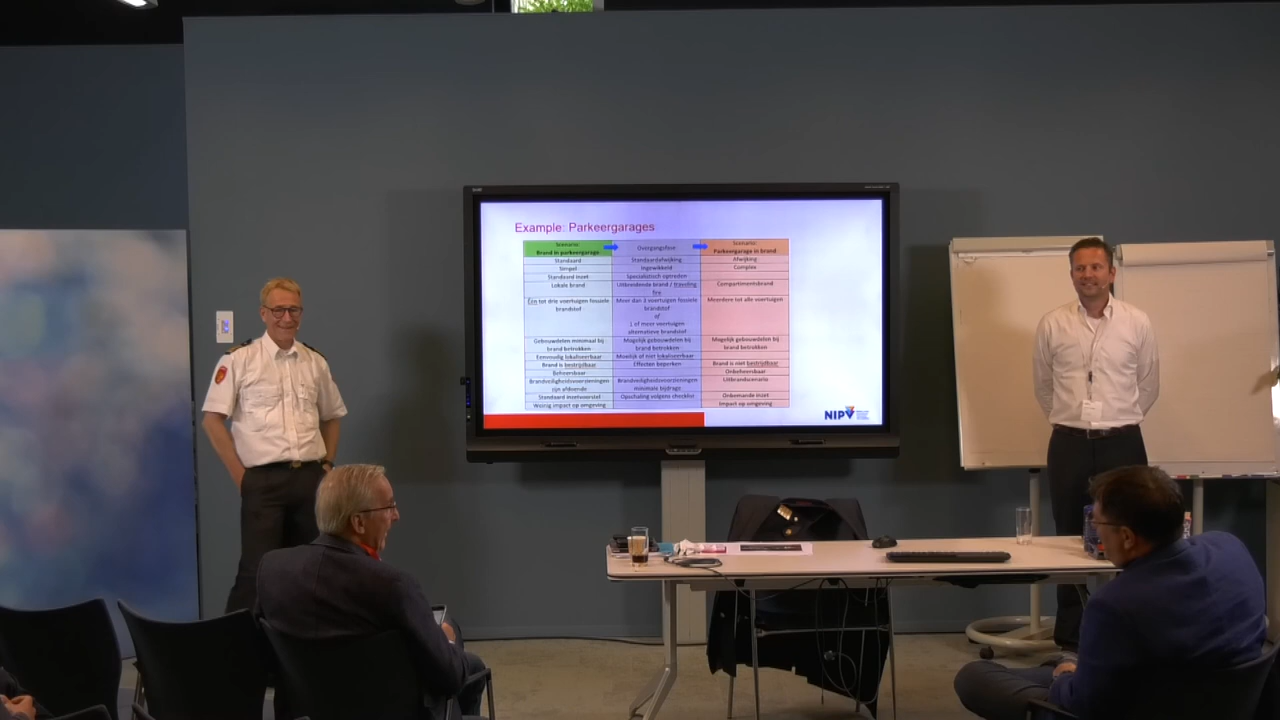 Example: Parkeergarages
Scenario: Overgangsfase Scenario:
Brand in parkeergarage Parkeergarage in brand
Standaard Standaardafwijking Afwijking
Simpel Ingewikkeld Complex
Standaard inzet Specialistisch optreden
Lokale brand Uitbreidende brand / traveling Compartimentsbrand
fire
Één tot drie voertuigen fossiele Meer dan 3 voertuigen fossiele Meerdere tot alle voertuigen
brandstof brandstof
of
1 of meer voertuigen
alternatieve brandstof
Gebouwdelen minimaal bij Mogelijk gebouwdelen bij Mogelijk gebouwdelen bij
brand betrokken brand betrokken brand betrokken
Eenvoudig lokaliseerbaar Moeilijk of niet lokaliseerbaar
Brand is bestrijdbaar Effecten beperken Brand is niet bestrijdbaar
Beheersbaar Onbeheersbaar
Brandveiligheidsvoorzieningen Brandveiligheidsvoorzieningen Uitbrandscenario
zijn afdoende minimale bijdrage
Standaard inzetvoorstel Opschaling volgens checklist Onbemande inzet
Weinig impact op omgeving Impact op omgeving
NIPV